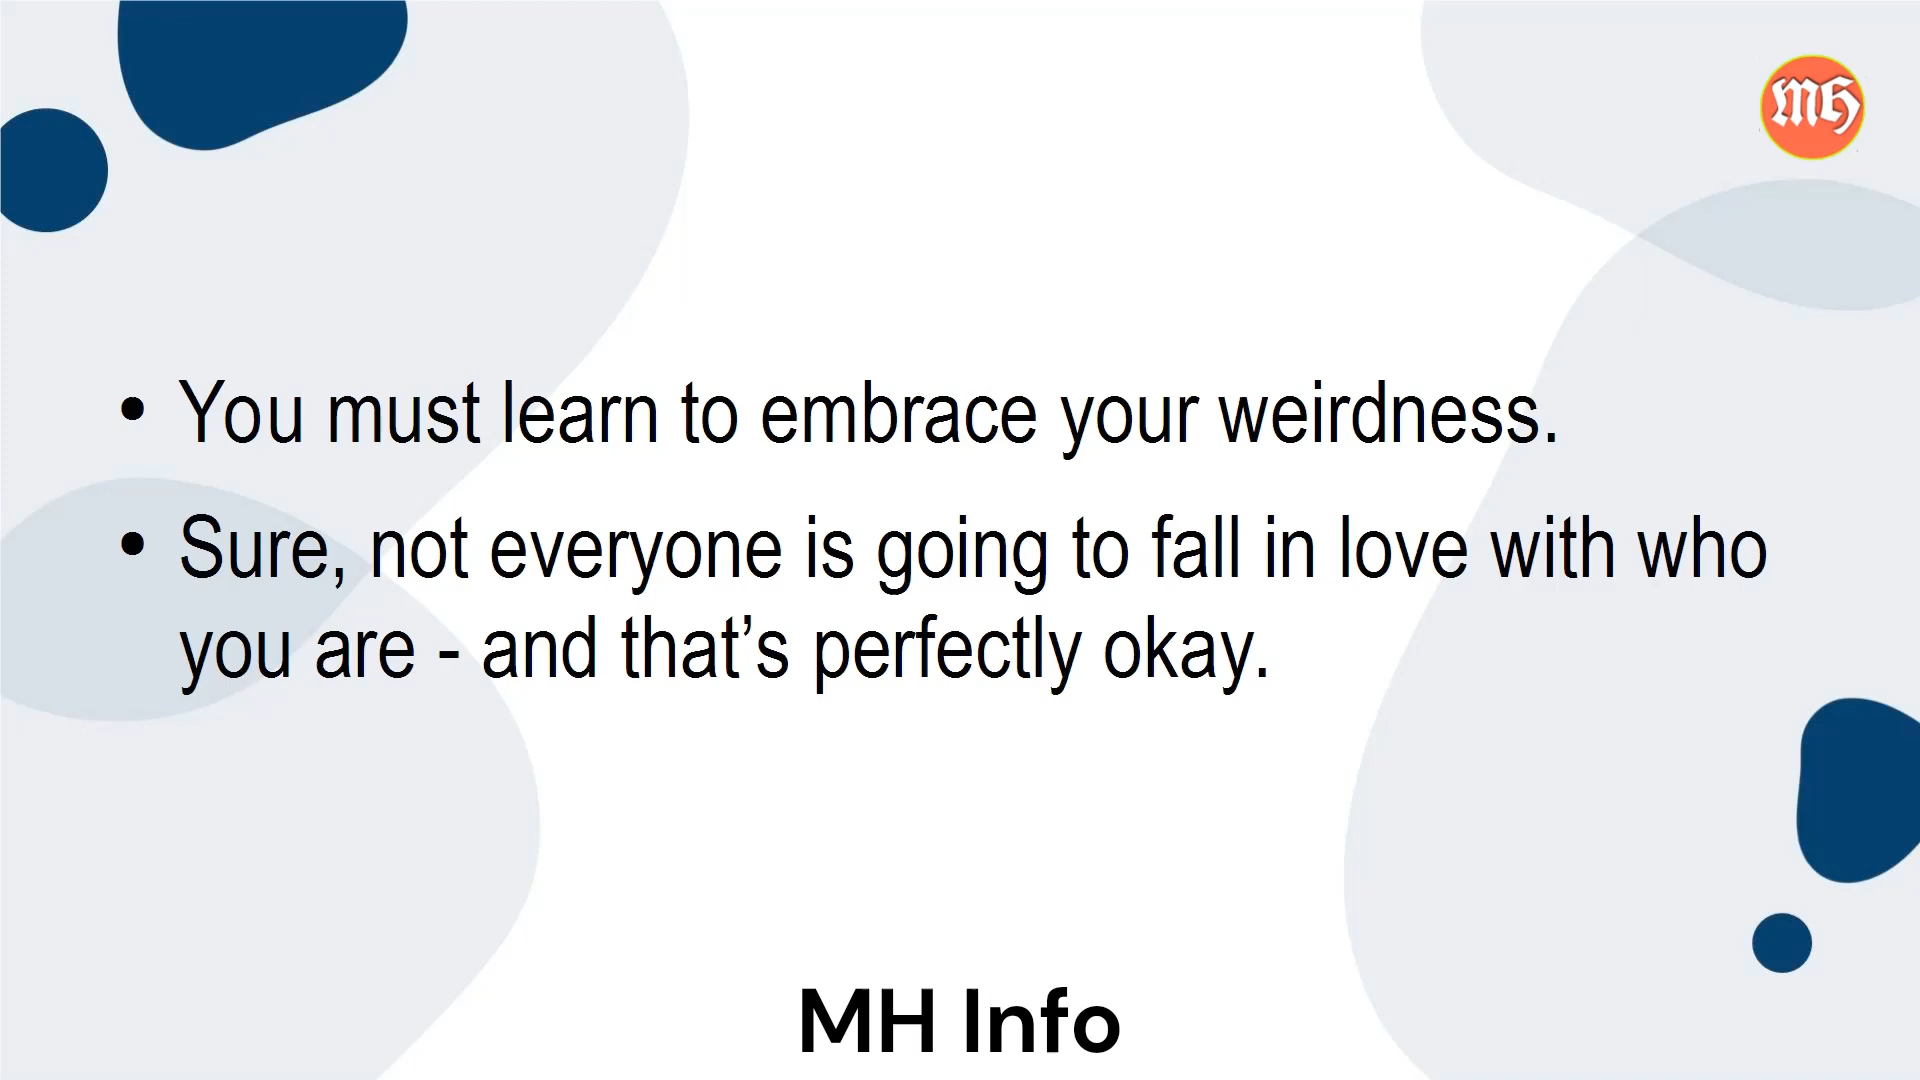 MH
• You must learn to embrace your weirdness.
• Sure, not everyone is going to fall in love with who
you are - and that’s perfectly okay.
MH Info